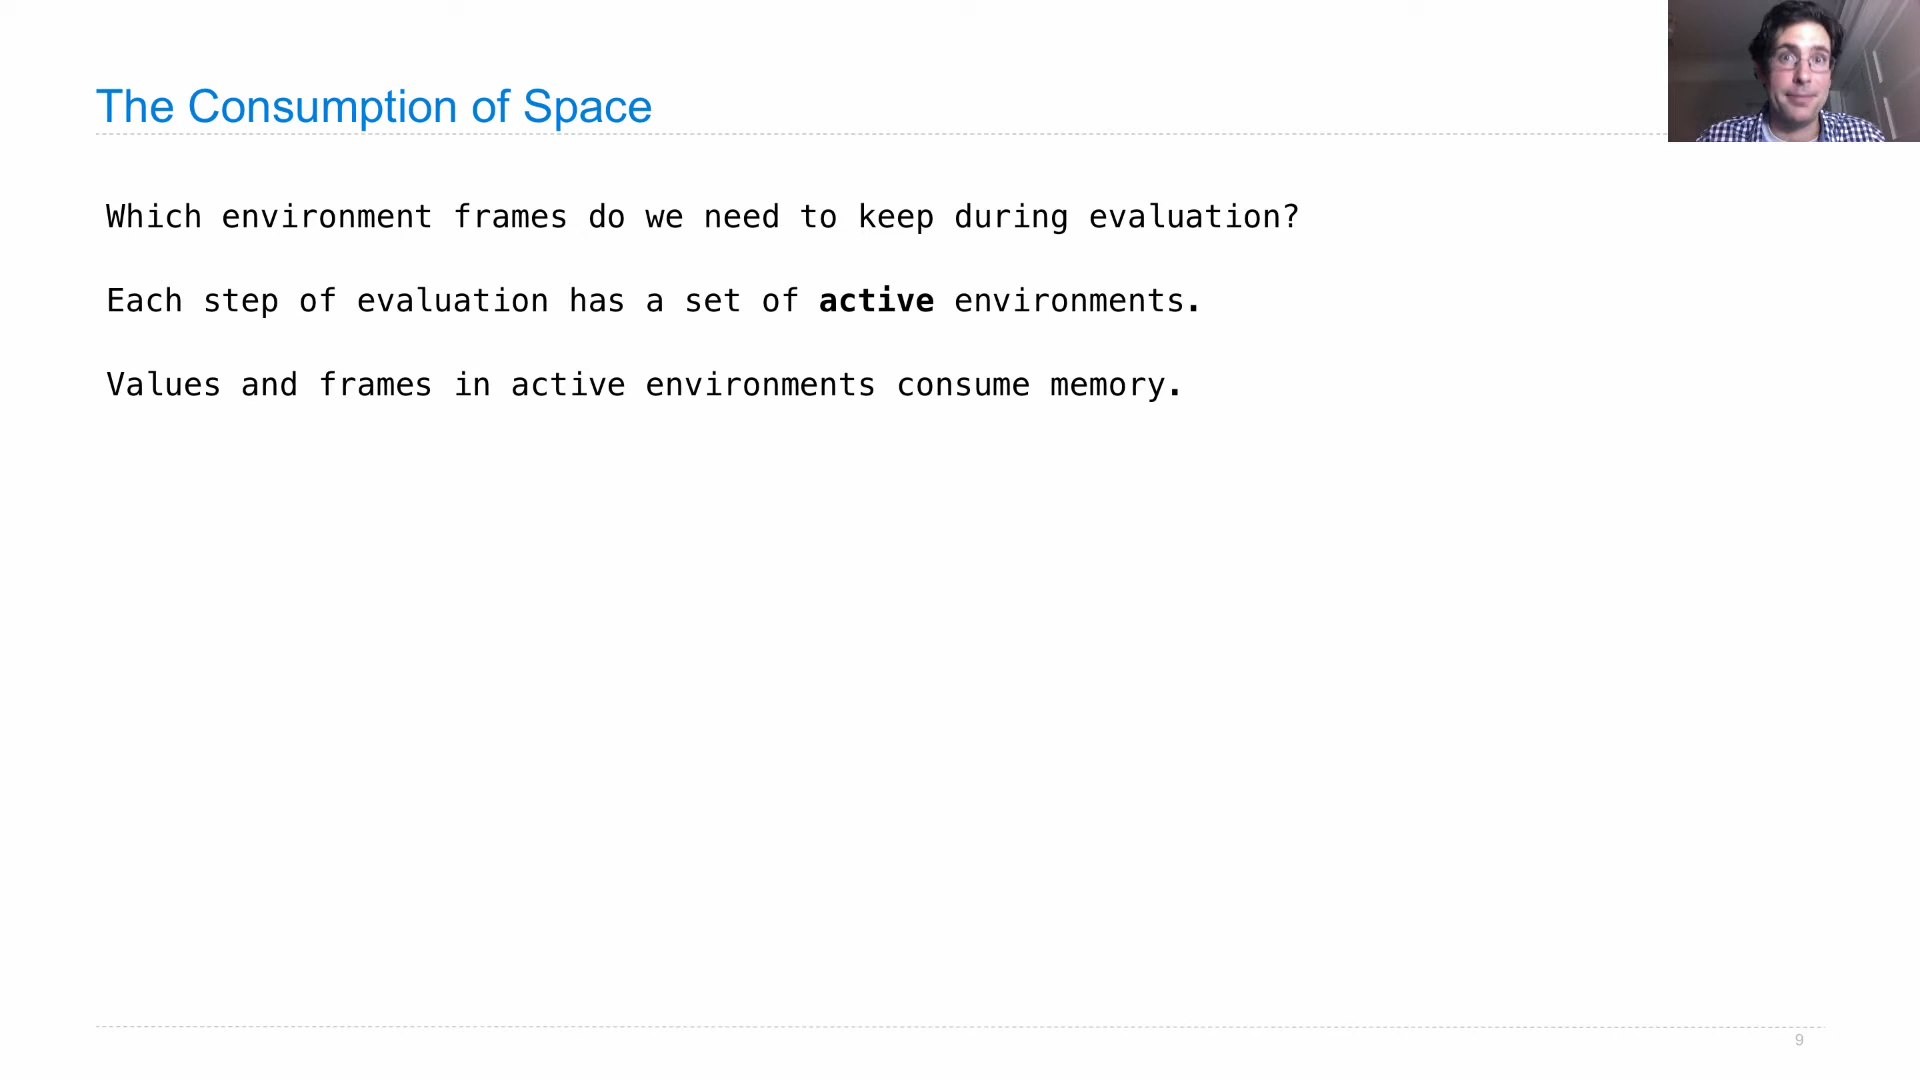 The Consumption of Space
Which environment frames do we need to keep during evaluation?
Each step of evaluation has a set of active environments.
Values and frames in active environments consume memory.
9